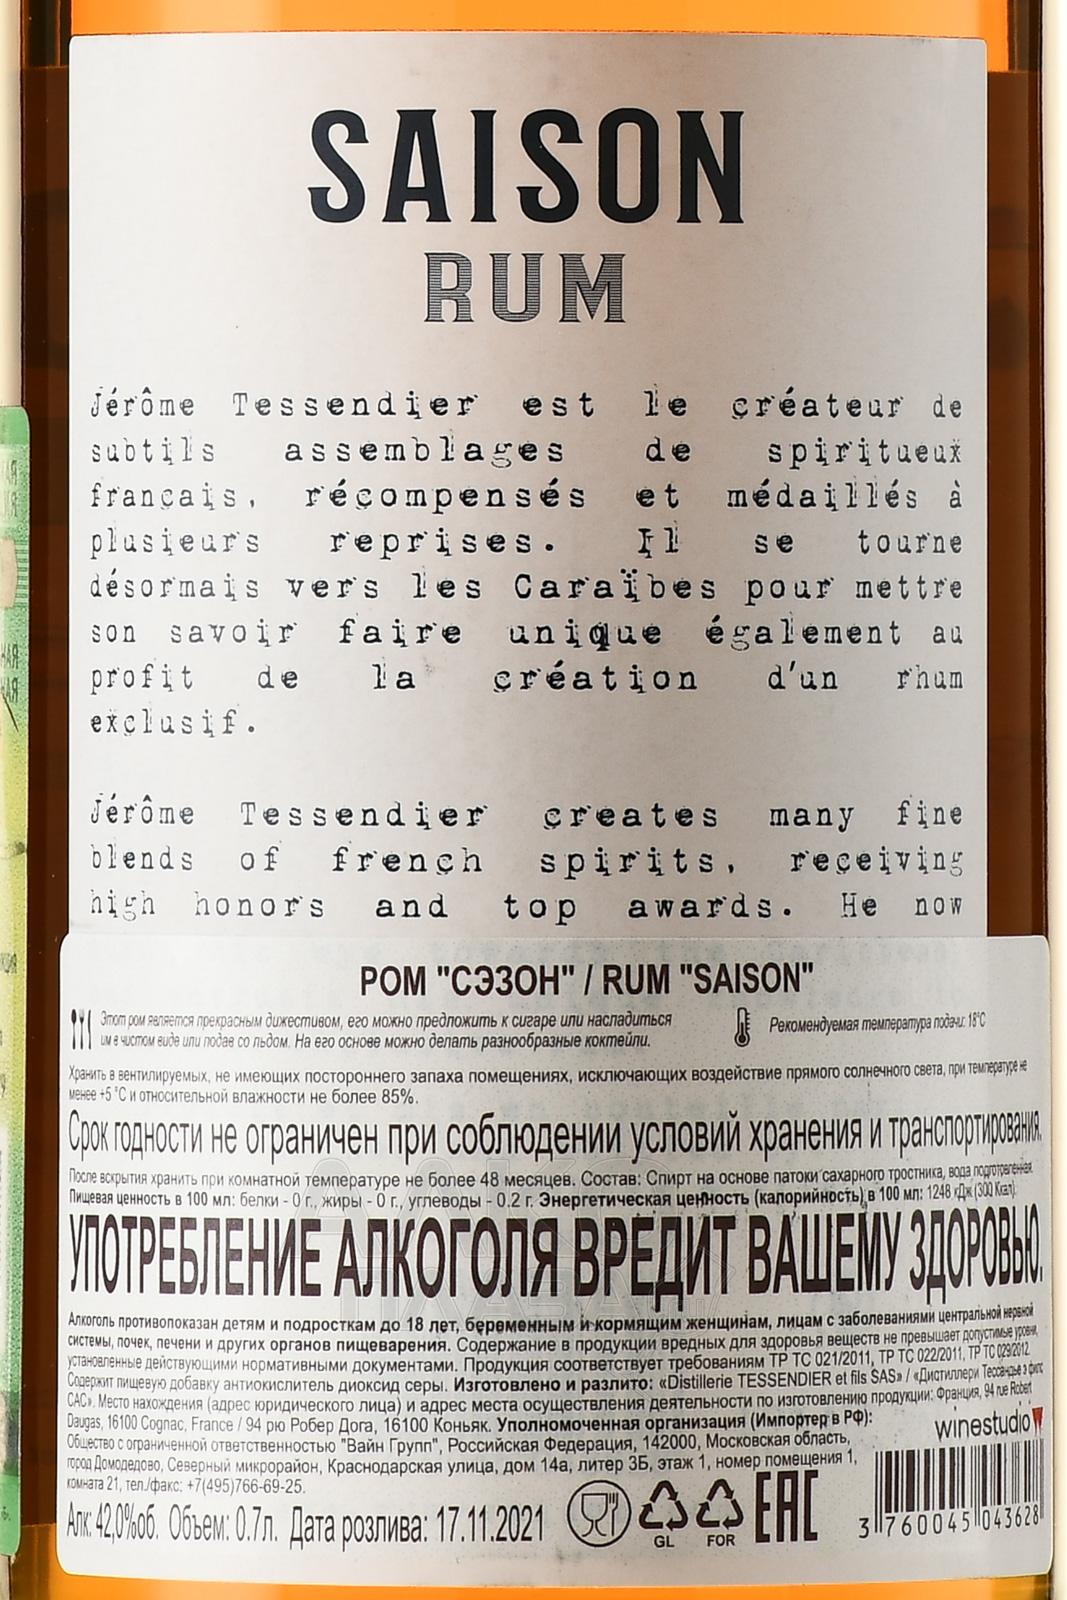 SAISON
RUM
Jérôme Tessendier est le créateur de
subtils assemblages de spiritueux
français, récompensés et médaillés à
plusieurs reprises. Il se tourne
désormais vers les Caraïbes pour mettre
son savoir faire unique également au
profit de la création d'un rhum
exclusif.
Jérôme Tessendier creates many fine
blends of french spirits, receiving
high honors and top awards. He now
РОМ "СЭЗОН" / RUM "SAISON"
Этот ром является прекрасным дижестивом, его можно предложить к сигаре или насладиться
им в чистом виде или подав со льдом. На его основе можно делать разнообразные коктейли.
Рекомендуемая температура подачи: 18°C
Хранить в вентилируемых, не имеющих постороннего запаха помещениях, исключающих воздействие прямого солнечного света, при температуре не
менее +5 °C и относительной влажности не более 85%.
Срок годности не ограничен при соблюдении условий хранения и транспортирования.
После вскрытия хранить при комнатной температуре не более 48 месяцев. Состав: Спирт на основе патоки сахарного тростника, вода подготовленная.
Пищевая ценность в 100 мл: белки - 0 г., жиры - 0 г., углеводы - 0.2 г. Энергетическая ценность (калорийность) в 100 мл: 1248 кДж (300 Ккал).
УПОТРЕБЛЕНИЕ АЛКОГОЛЯ ВРЕДИТ ВАШЕМУ ЗДОРОВЬЮ.
Алкоголь противопоказан детям и подросткам до 18 лет, беременным и кормящим женщинам, лицам с заболеваниями центральной нервной
системы, почек, печени и других органов пищеварения. Содержание в продукции вредных для здоровья веществ не превышает допустимые уровни,
установленные действующими нормативными документами. Продукция соответствует требованиям ТР ТС 021/2011, ТР ТС 022/2011, ТР ТС 029/2012.
Содержит пищевую добавку антиокислитель диоксид серы. Изготовлено и разлито: «Distillerie TESSENDIER et fils SAS» / «Дистиллери Тессандье э филс
САС». Место нахождения (адрес юридического лица) и адрес места осуществления деятельности по изготовлению продукции: Франция, 94 rue Robert
Daugas, 16100 Cognac, France / 94 рю Робер Дога, 16100 Коньяк. Уполномоченная организация (Импортер в РФ):
Общество с ограниченной ответственностью "Вайн Групп", Российская Федерация, 142000, Московская область,
город Домодедово, Северный микрорайон, Краснодарская улица, дом 14а, литер 3Б, этаж 1, номер помещения 1,
комната 21, тел./факс: +7(495)766-69-25.
winestudio
Алк: 42,0%об. Объем: 0.7л. Дата розлива: 17.11.2021
GL
FOR
EAC
3 760045 043628
АЛКО
ПЛАЗА